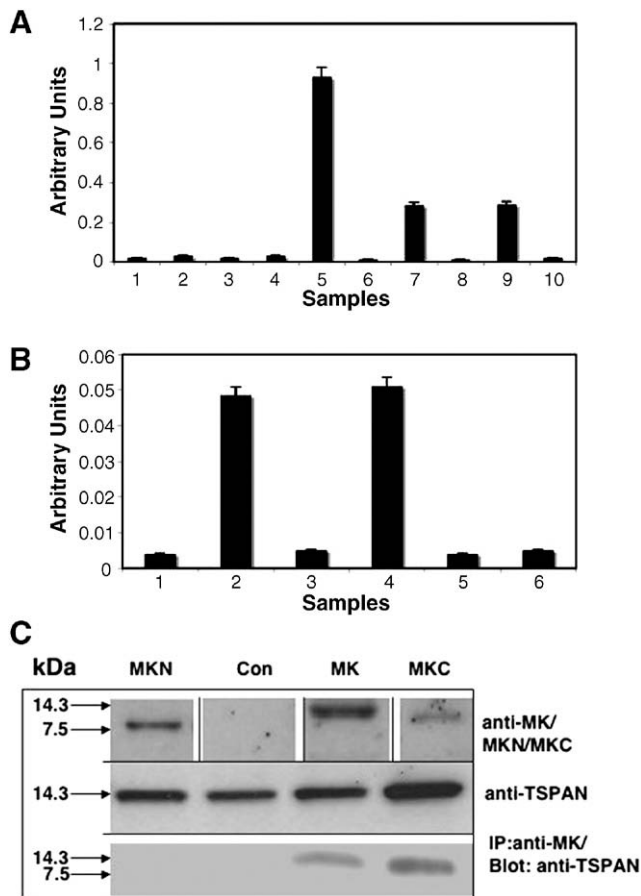 A
Arbitrary Units
1.2
1
0.8
0.6
0.4
0.2
0
1 2 3 4 5 6 7 8 9 10
Samples
B
Arbitrary Units
0.06
0.05
0.04
0.03
0.02
0.01
0
1 2 3 4 5 6
Samples
C
kDa MKN Con MK MKC
14.3
7.5
anti-MK/
MKN/MKC
14.3 anti-TSPAN
14.3
7.5
IP:anti-MK/
Blot: anti-TSPAN